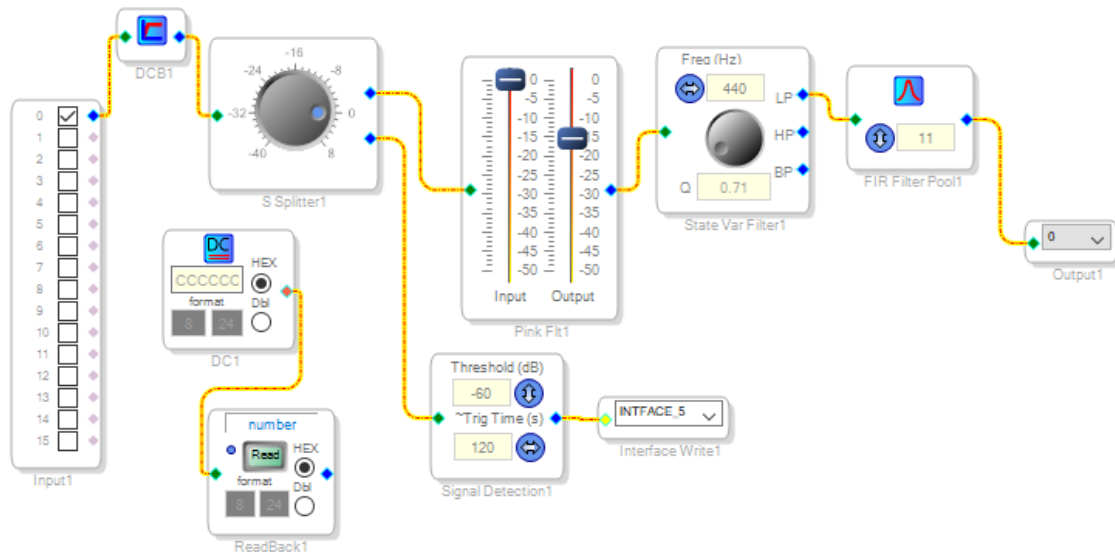 DCB1
0
1
2
3
4
5
6
7
8
9
10
11
12
13
14
15
Input1
-40
-32
-24
-16
-8
0
8
S Splitter1
DC
CCCCCC
HEX
format
Dbl
8 24
DC1
number
Read
HEX
format
Dbl
8 24
ReadBack1
0 0
-5 -5
-10 -10
-15 -15
-20 -20
-25 -25
-30 -30
-35 -35
-40 -40
-45 -45
-50 -50
Input Output
Pink Flt1
Threshold (dB)
-60
~Trig Time (s)
120
Signal Detection1
INTFACE_5
Interface Write1
Freq (Hz)
440
LP
HP
BP
Q 0.71
State Var Filter1
11
FIR Filter Pool1
0
Output1